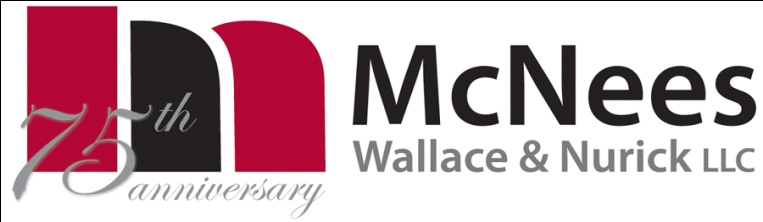 75th
anniversary
McNees
Wallace & Nurick LLC